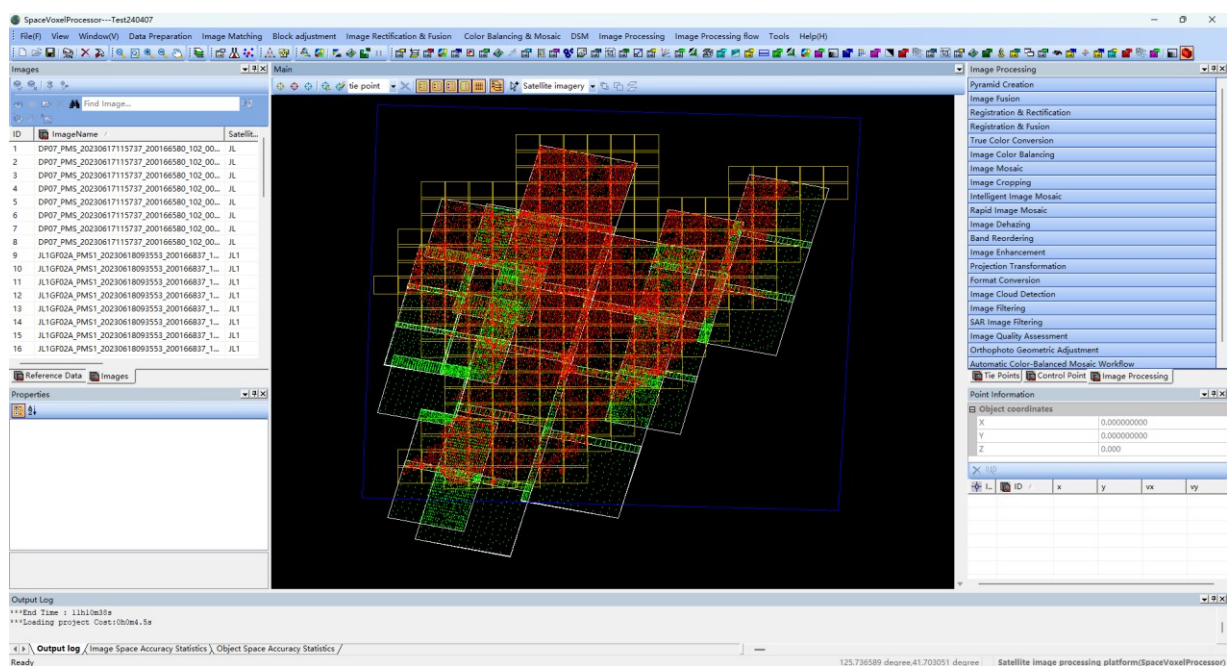 SpaceVoxelProcessor---Test240407
File(F) View Window(V) Data Preparation Image Matching Block adjustment Image Rectification & Fusion Color Balancing & Mosaic DSM Image Processing Image Processing flow Tools Help(H)
Images
Find Image...
ID ImageName Satellit...
1 DP07_PMS_20230617115737_200166580_102_00... JL
2 DP07_PMS_20230617115737_200166580_102_00... JL
3 DP07_PMS_20230617115737_200166580_102_00... JL
4 DP07_PMS_20230617115737_200166580_102_00... JL
5 DP07_PMS_20230617115737_200166580_102_00... JL
6 DP07_PMS_20230617115737_200166580_102_00... JL
7 DP07_PMS_20230617115737_200166580_102_00... JL
8 DP07_PMS_20230617115737_200166580_102_00... JL
9 JL1GF02A_PMS1_20230618093553_200166837_1... JL1
10 JL1GF02A_PMS1_20230618093553_200166837_1... JL1
11 JL1GF02A_PMS1_20230618093553_200166837_1... JL1
12 JL1GF02A_PMS1_20230618093553_200166837_1... JL1
13 JL1GF02A_PMS1_20230618093553_200166837_1... JL1
14 JL1GF02A_PMS1_20230618093553_200166837_1... JL1
15 JL1GF02A_PMS1_20230618093553_200166837_1... JL1
16 JL1GF02A_PMS1_20230618093553_200166837_1... JL1
Reference Data Images
Properties
Main
tie point Satellite imagery
Image Processing
Pyramid Creation
Image Fusion
Registration & Rectification
Registration & Fusion
True Color Conversion
Image Color Balancing
Image Mosaic
Image Cropping
Intelligent Image Mosaic
Rapid Image Mosaic
Image Dehazing
Band Reordering
Image Enhancement
Projection Transformation
Format Conversion
Image Cloud Detection
Image Filtering
SAR Image Filtering
Image Quality Assessment
Orthophoto Geometric Adjustment
Automatic Color-Balanced Mosaic Workflow
Tie Points Control Point Image Processing
Point Information
Object coordinates
X 0.000000000
Y 0.000000000
Z 0.000
I... ID x y vx vy
Output Log
***End Time : 11h10m38s
***Loading project Cost:0h0m4.5s
Output log Image Space Accuracy Statistics Object Space Accuracy Statistics
Ready
125.736589 degree,41.703051 degree Satellite image processing platform(SpaceVoxelProcessor)